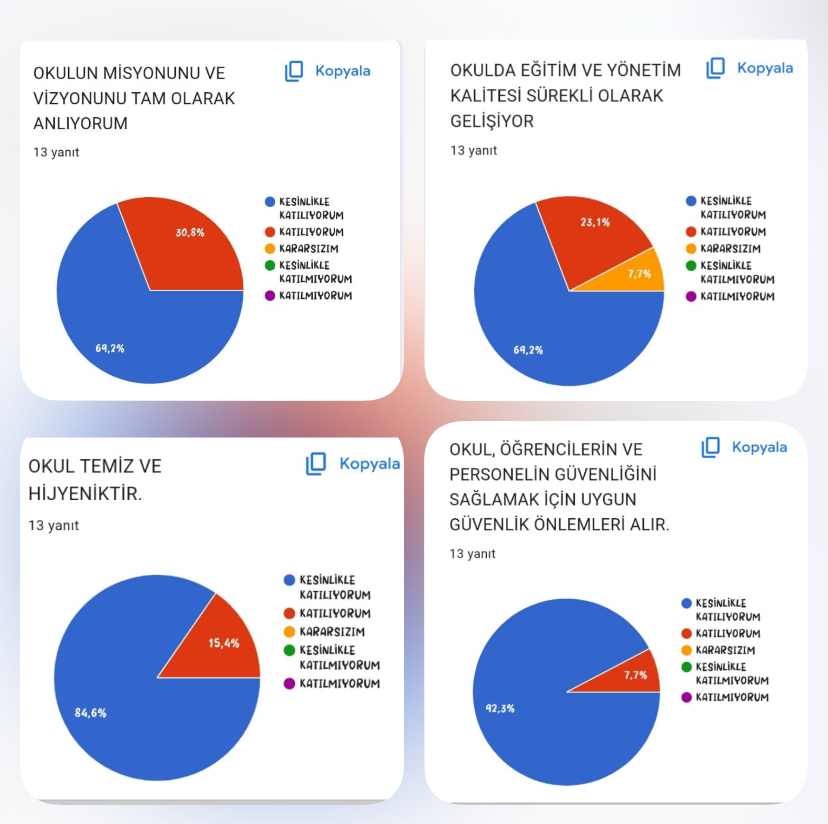 OKULUN MİSYONUNU VE
VİZYONUNU TAM OLARAK
ANLIYORUM
Kopyala
13 yanıt
30,8%
69,2%
KESİNLİKLE
KATILIYORUM
KATILIYORUM
KARARSIZIM
KESİNLİKLE
KATILMIYORUM
KATILMIYORUM
OKULDA EĞİTİM VE YÖNETİM
KALİTESİ SÜREKLİ OLARAK
GELİŞİYOR
Kopyala
13 yanıt
23,1%
7,7%
69,2%
KESİNLİKLE
KATILIYORUM
KATILIYORUM
KARARSIZIM
KESİNLİKLE
KATILMIYORUM
KATILMIYORUM
OKUL TEMİZ VE
HİJYENİKTİR.
Kopyala
13 yanıt
15,4%
84,6%
KESİNLİKLE
KATILIYORUM
KATILIYORUM
KARARSIZIM
KESİNLİKLE
KATILMIYORUM
KATILMIYORUM
OKUL, ÖĞRENCİLERİN VE
PERSONELİN GÜVENLİĞİNİ
SAĞLAMAK İÇİN UYGUN
GÜVENLİK ÖNLEMLERİ ALIR.
Kopyala
13 yanıt
7,7%
92,3%
KESİNLİKLE
KATILIYORUM
KATILIYORUM
KARARSIZIM
KESİNLİKLE
KATILMIYORUM
KATILMIYORUM